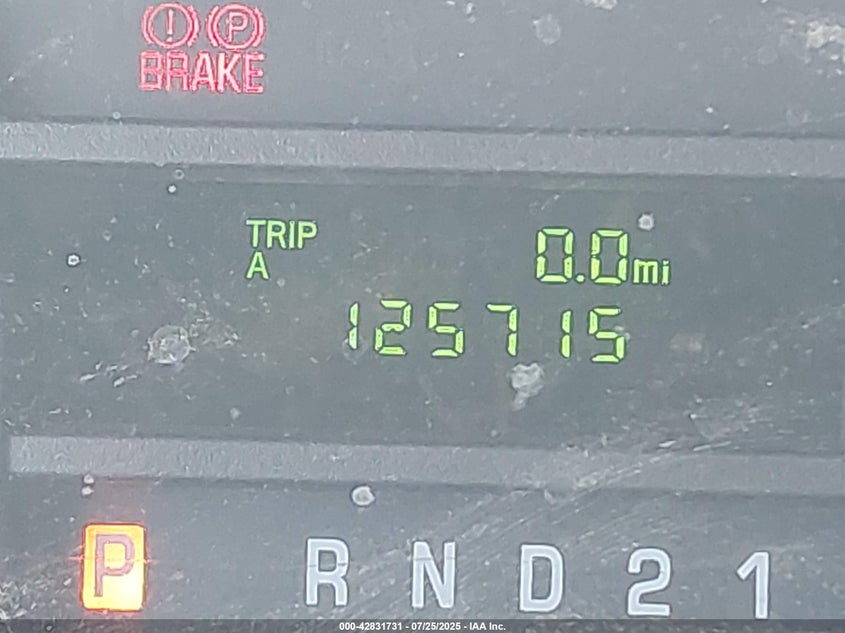 ! P
BRAKE
TRIP
A
0.0mi
125715
P R N D 2 1
000-42831731 - 07/25/2025 - IAA Inc.